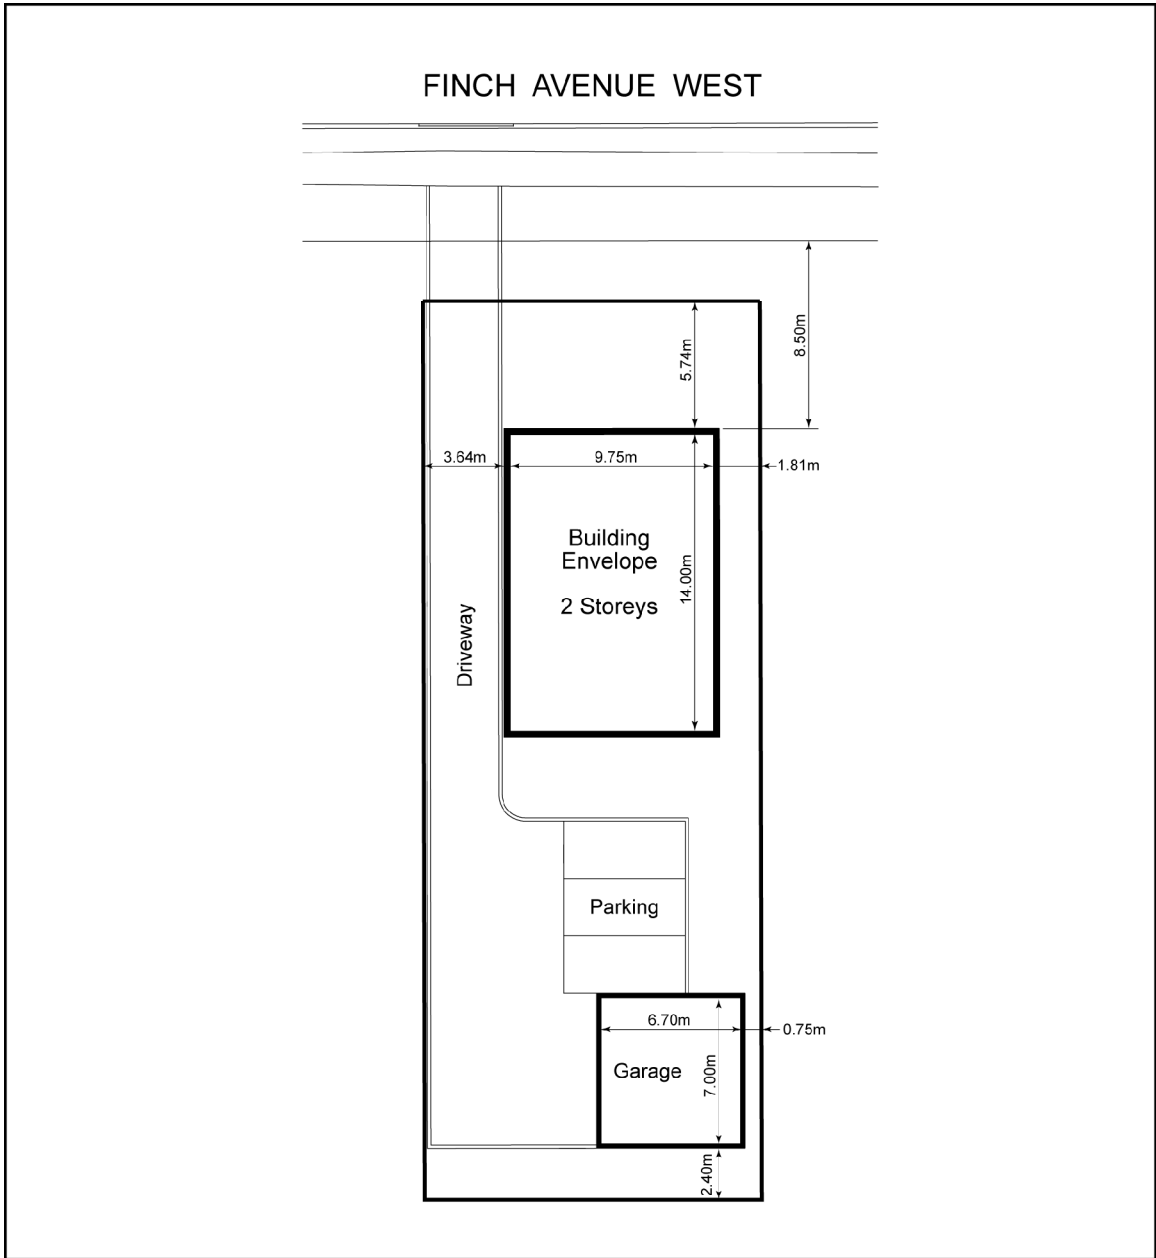 FINCH AVENUE WEST
8.50m
5.74m
3.64m
9.75m
1.81m
Building
Envelope
2 Storeys
14.00m
Driveway
Parking
6.70m
0.75m
Garage
7.00m
2.40m